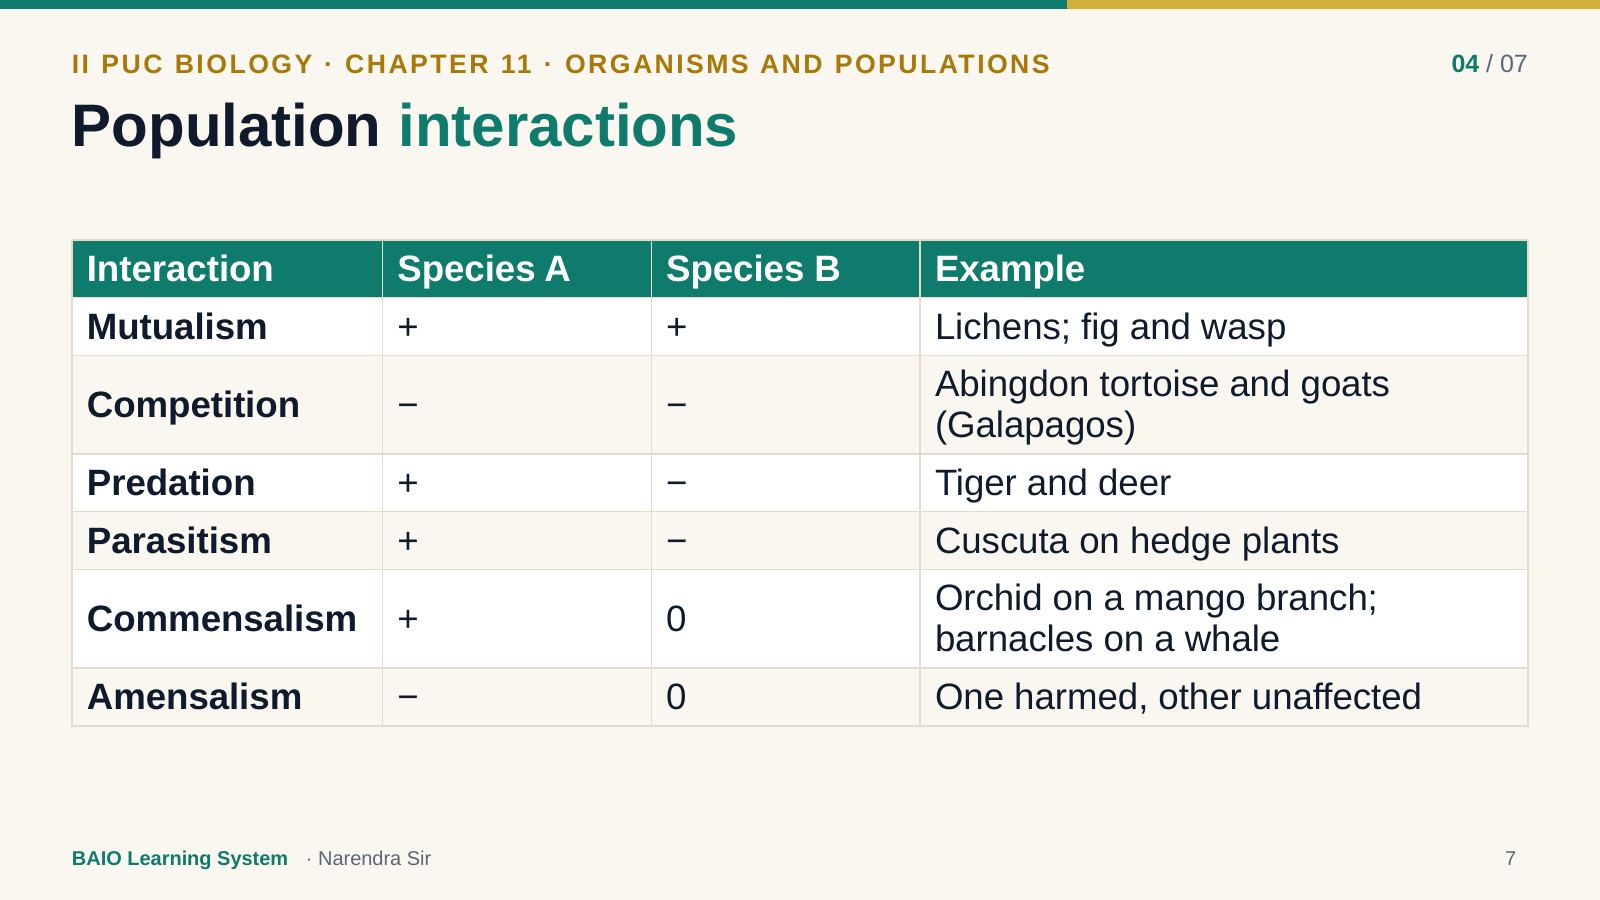 II PUC BIOLOGY · CHAPTER 11 · ORGANISMS AND POPULATIONS
04 / 07
Population interactions
Interaction Species A Species B Example
Mutualism + + Lichens; fig and wasp
Competition − − Abingdon tortoise and goats
(Galapagos)
Predation + − Tiger and deer
Parasitism + − Cuscuta on hedge plants
Commensalism + 0 Orchid on a mango branch;
barnacles on a whale
Amensalism − 0 One harmed, other unaffected
BAIO Learning System · Narendra Sir
7